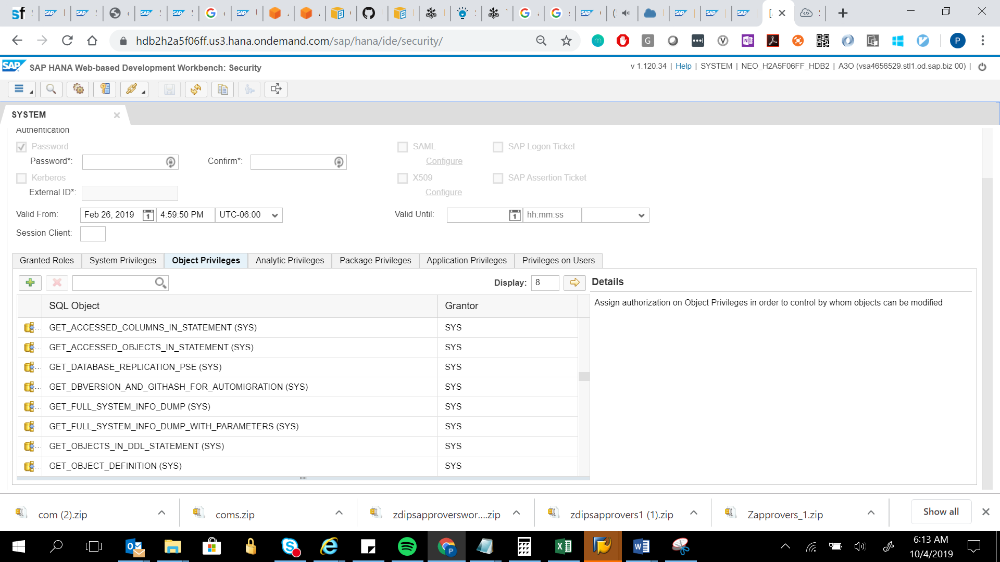 hdb2h2a5f06ff.us3.hana.ondemand.com/sap/hana/ide/security/
SAP SAP HANA Web-based Development Workbench: Security
v 1.120.34 | Help | SYSTEM | NEO_H2A5F06FF_HDB2 | A3O (vsa4656529.stl1.od.sap.biz 00) |
SYSTEM
Authentication
Password SAML SAP Logon Ticket
Password*: Confirm*: Configure
Kerberos X509 SAP Assertion Ticket
External ID*: Configure
Valid From: Feb 26, 2019 4:59:50 PM UTC-06:00 Valid Until: hh:mm:ss
Session Client:
Granted Roles System Privileges Object Privileges Analytic Privileges Package Privileges Application Privileges Privileges on Users
Display: 8 Details
Assign authorization on Object Privileges in order to control by whom objects can be modified
SQL Object Grantor
GET_ACCESSED_COLUMNS_IN_STATEMENT (SYS) SYS
GET_ACCESSED_OBJECTS_IN_STATEMENT (SYS) SYS
GET_DATABASE_REPLICATION_PSE (SYS) SYS
GET_DBVERSION_AND_GITHASH_FOR_AUTOMIGRATION (SYS) SYS
GET_FULL_SYSTEM_INFO_DUMP (SYS) SYS
GET_FULL_SYSTEM_INFO_DUMP_WITH_PARAMETERS (SYS) SYS
GET_OBJECTS_IN_DDL_STATEMENT (SYS) SYS
GET_OBJECT_DEFINITION (SYS) SYS
com (2).zip coms.zip zdipsapproverswor....zip zdipsapprovers1 (1).zip Zapprovers_1.zip Show all
6:13 AM
10/4/2019